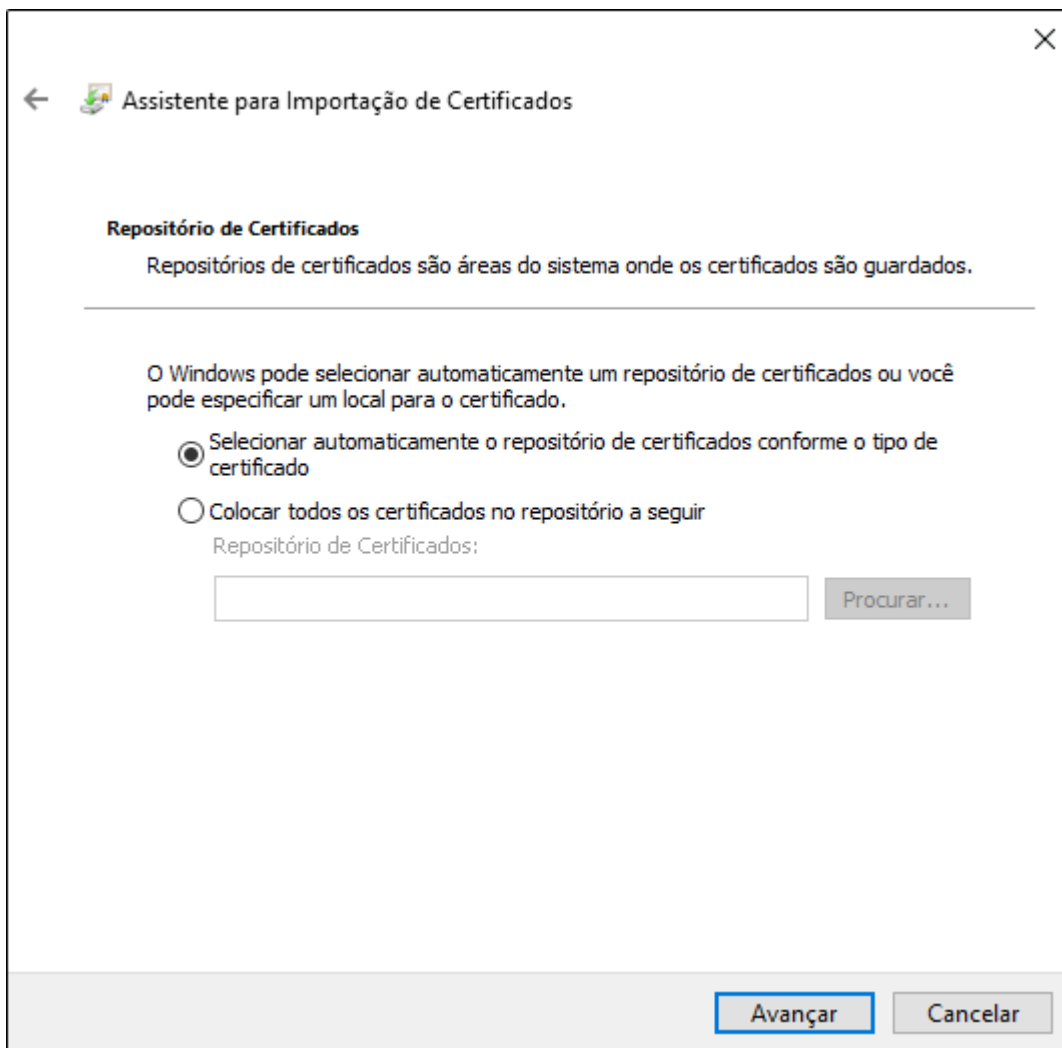 Assistente para Importação de Certificados
Repositório de Certificados
Repositórios de certificados são áreas do sistema onde os certificados são guardados.
O Windows pode selecionar automaticamente um repositório de certificados ou você
pode especificar um local para o certificado.
Selecionar automaticamente o repositório de certificados conforme o tipo de
certificado
Colocar todos os certificados no repositório a seguir
Repositório de Certificados:
Procurar...
Avançar
Cancelar